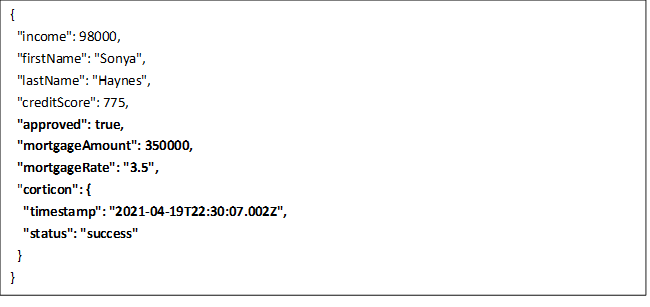 {
"income": 98000,
"firstName": "Sonya",
"lastName": "Haynes",
"creditScore": 775,
"approved": true,
"mortgageAmount": 350000,
"mortgageRate": "3.5",
"corticon": {
"timestamp": "2021-04-19T22:30:07.002Z",
"status": "success"
}
}